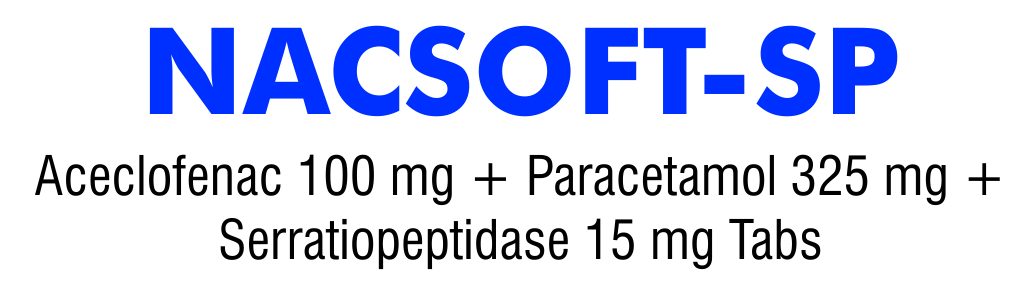 NACSOFT-SP
Aceclofenac 100 mg + Paracetamol 325 mg +
Serratiopeptidase 15 mg Tabs